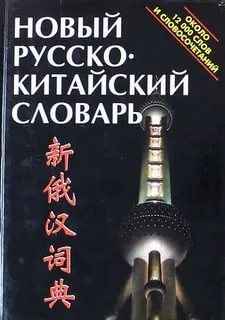 НОВЫЙ
РУССКО-
КИТАЙСКИЙ
СЛОВАРЬ
ОКОЛО
12 000 СЛОВ
И СЛОВОСОЧЕТАНИЙ
新俄汉词典